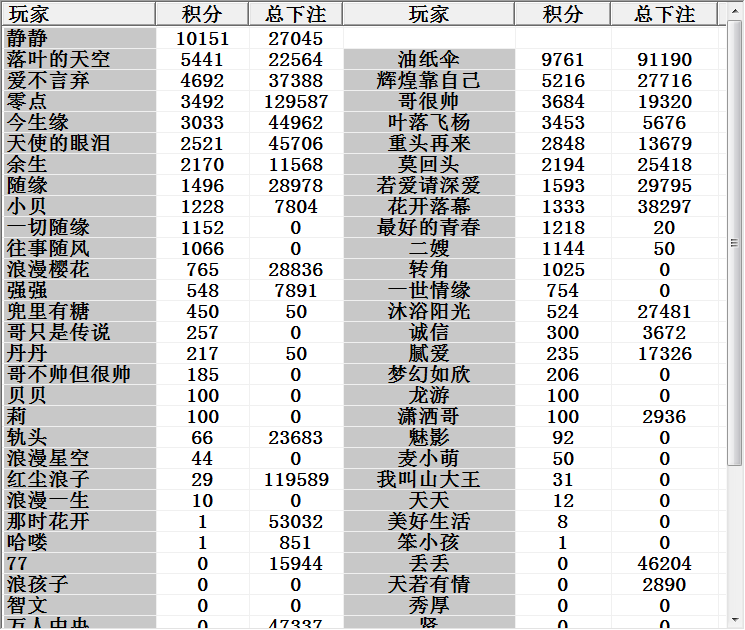 玩家 积分 总下注 玩家 积分 总下注
静静 10151 27045
落叶的天空 5441 22564 油纸伞 9761 91190
爱不言弃 4692 37388 辉煌靠自己 5216 27716
零点 3492 129587 哥很帅 3684 19320
今生缘 3033 44962 叶落飞杨 3453 5676
天使的眼泪 2521 45706 重头再来 2848 13679
余生 2170 11568 莫回头 2194 25418
随缘 1496 28978 若爱请深爱 1593 29795
小贝 1228 7804 花开落幕 1333 38297
一切随缘 1152 0 最好的青春 1218 20
往事随风 1066 0 二嫂 1144 50
浪漫樱花 765 28836 转角 1025 0
强强 548 7891 一世情缘 754 0
兜里有糖 450 50 沐浴阳光 524 27481
哥只是传说 257 0 诚信 300 3672
丹丹 217 50 腻爱 235 17326
哥不帅但很帅 185 0 梦幻如欣 206 0
贝贝 100 0 龙游 100 0
莉 100 0 潇洒哥 100 2936
轨头 66 23683 魅影 92 0
浪漫星空 44 0 麦小萌 50 0
红尘浪子 29 119589 我叫山大王 31 0
浪漫一生 10 0 天天 12 0
那时花开 1 53032 美好生活 8 0
哈喽 1 851 笨小孩 1 0
77 0 15944 丢丢 0 46204
浪孩子 0 0 天若有情 0 2890
智文 0 0 秀厚 0 0
万人中央 0 47337 贤 0 0